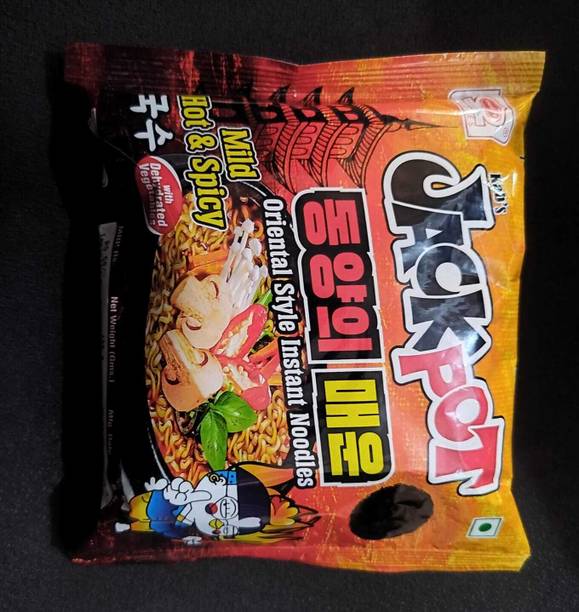 KPD'S
JACKPOT
동양의 매운
Oriental Style Instant Noodles
Mild
Hot & Spicy
국수
with
Dehydrated
Vegetables
Net Weight (Gms.)